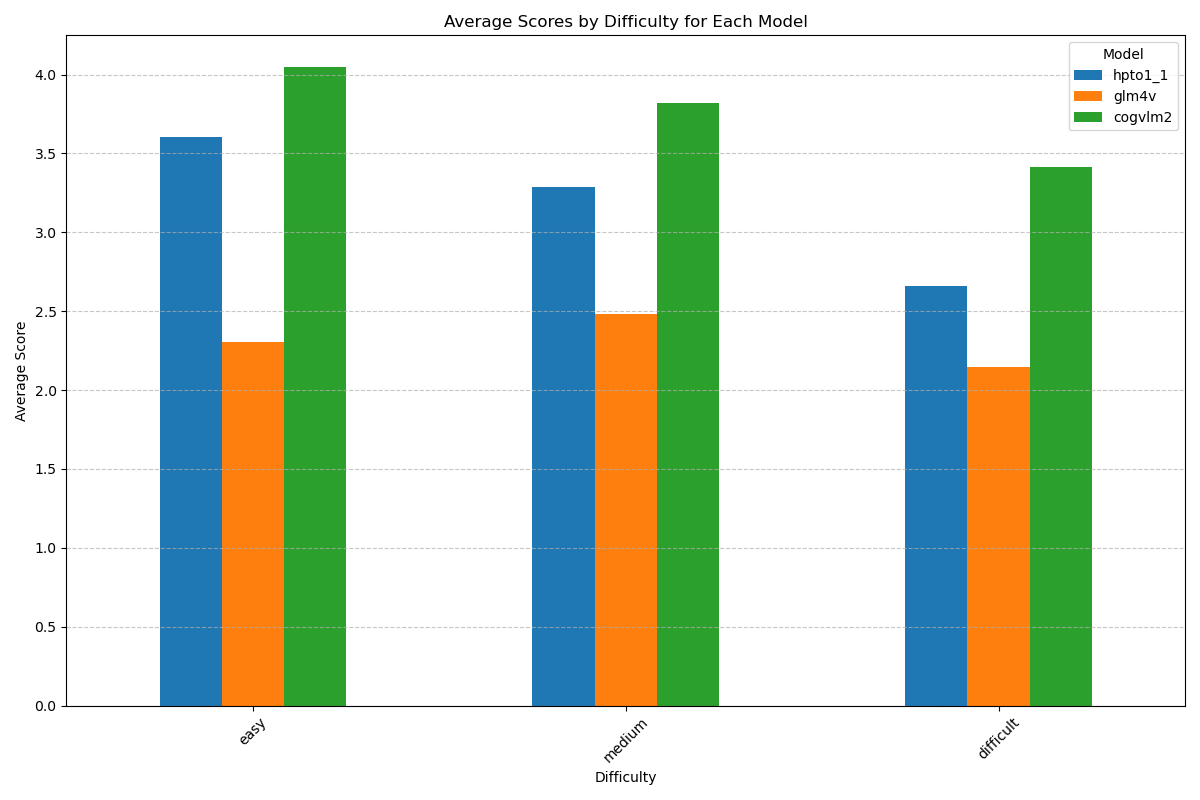 Average Scores by Difficulty for Each Model
Model
hpto1_1
glm4v
cogvlm2
Average Score
4.0
3.5
3.0
2.5
2.0
1.5
1.0
0.5
0.0
easy
medium
difficult
Difficulty